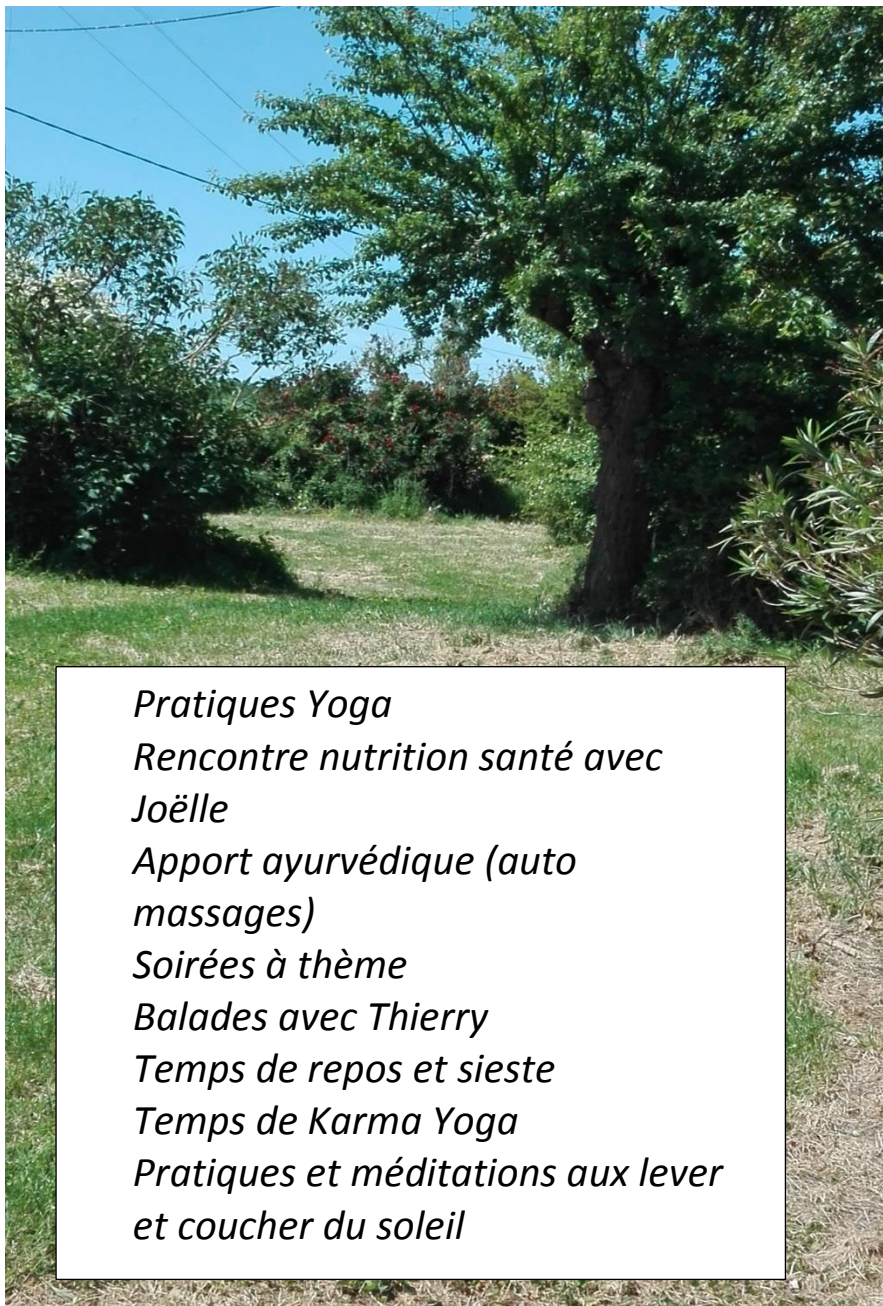 Pratiques Yoga
Rencontre nutrition santé avec
Joëlle
Apport ayurvédique (auto
massages)
Soirées à thème
Balades avec Thierry
Temps de repos et sieste
Temps de Karma Yoga
Pratiques et méditations aux lever
et coucher du soleil